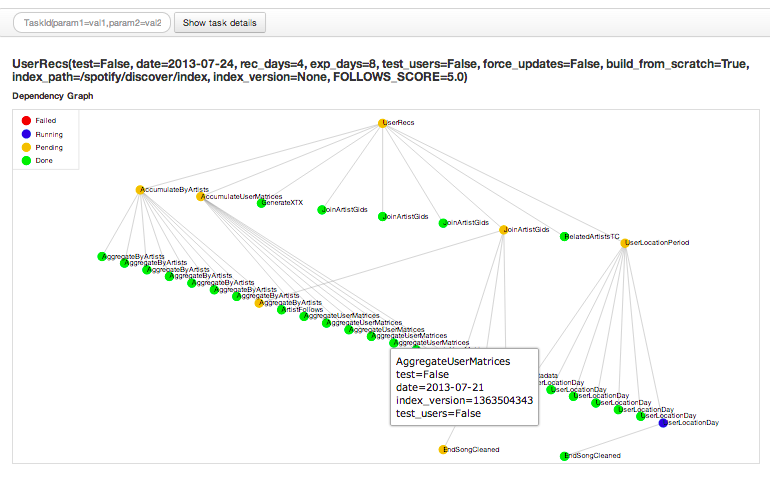 TaskId(param1=val1,param2=val2
Show task details
UserRecs(test=False, date=2013-07-24, rec_days=4, exp_days=8, test_users=False, force_updates=False, build_from_scratch=True,
index_path=/spotify/discover/index, index_version=None, FOLLOWS_SCORE=5.0)
Dependency Graph
Failed
Running
Pending
Done
UserRecs
AccumulateByArtists
AccumulateUserMatrices
GenerateXTX
JoinArtistGids
JoinArtistGids
JoinArtistGids
JoinArtistGids
RelatedArtistsTC
UserLocationPeriod
AggregateByArtists
AggregateByArtists
AggregateByArtists
AggregateByArtists
AggregateByArtists
AggregateByArtists
AggregateByArtists
AggregateByArtists
ArtistFollows
AggregateUserMatrices
AggregateUserMatrices
AggregateUserMatrices
AggregateUserMatrices
AggregateUserMatrices
AggregateUserMatrices
test=False
date=2013-07-21
index_version=1363504343
test_users=False
UserLocationDay
UserLocationDay
UserLocationDay
UserLocationDay
UserLocationDay
EndSongCleaned
EndSongCleaned